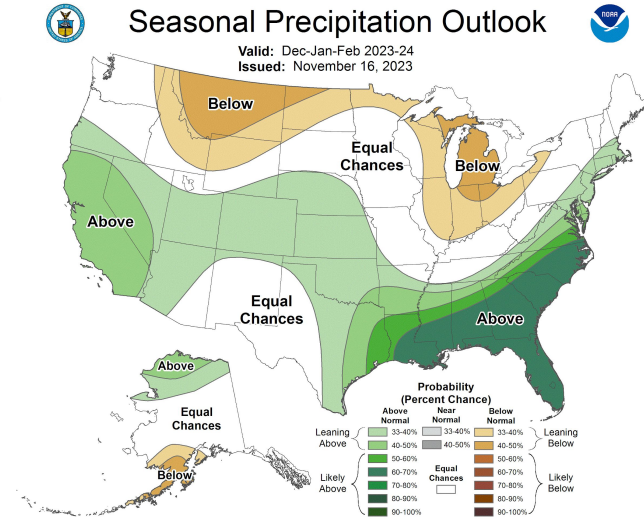 Seasonal Precipitation Outlook
NOAA
Valid: Dec-Jan-Feb 2023-24
Issued: November 16, 2023
Below
Equal
Chances
Below
Above
Equal
Chances
Above
Above
Equal
Chances
Below
Probability
(Percent Chance)
Above
Normal
Near
Normal
Below
Normal
Leaning
Above
33-40%
40-50%
33-40%
40-50%
33-40%
40-50%
Leaning
Below
Likely
Above
50-60%
60-70%
70-80%
80-90%
90-100%
Equal
Chances
50-60%
60-70%
70-80%
80-90%
90-100%
Likely
Below